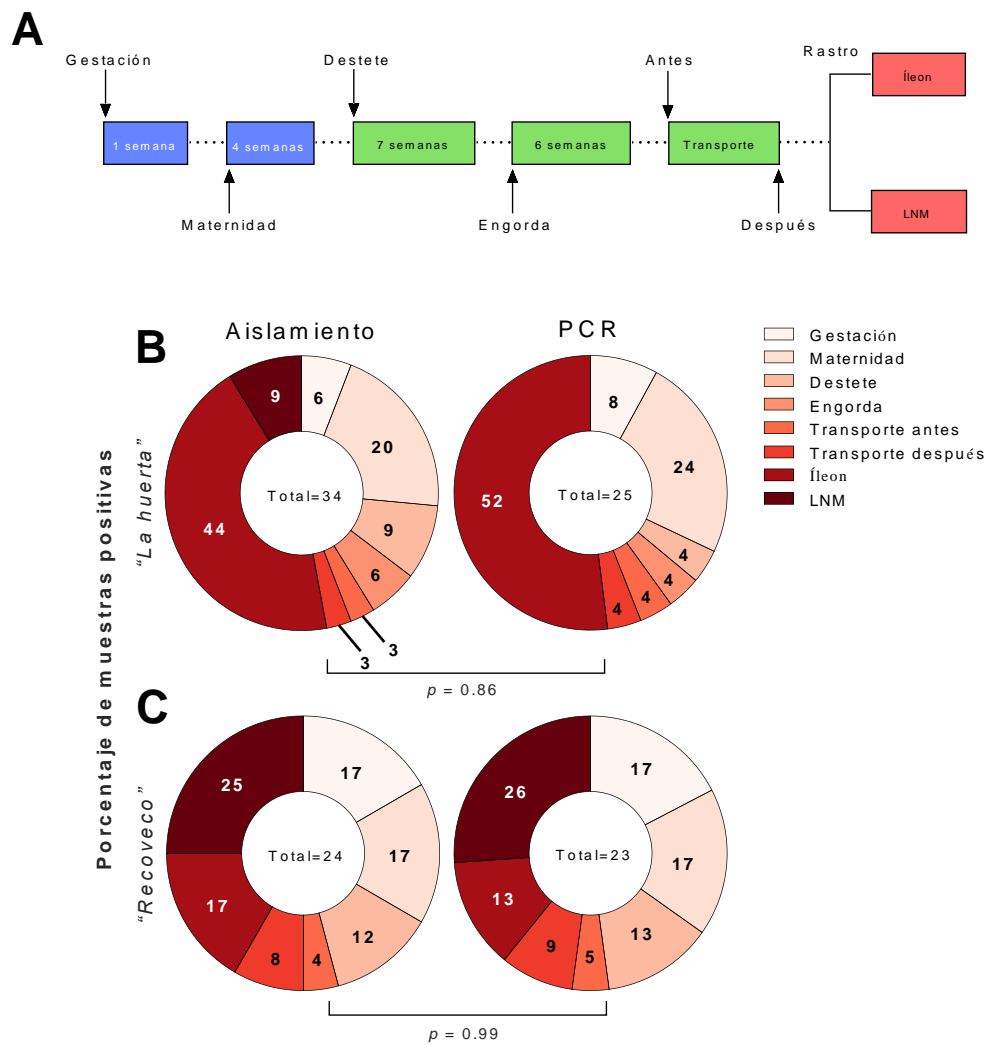 A
Gestación
Destete
Antes
Rastro
Íleon
1 semana
4 semanas
7 semanas
6 semanas
Transporte
Maternidad
Engorda
Después
LNM
Porcentaje de muestras positivas
B
Aislamiento
PCR
"La huerta"
9
6
20
9
6
3
3
44
Total=34
8
24
4
4
4
4
52
Total=25
p = 0.86
Gestación
Maternidad
Destete
Engorda
Transporte antes
Transporte después
Íleon
LNM
C
"Recoveco"
25
17
17
12
4
8
17
Total=24
26
17
17
13
5
9
13
Total=23
p = 0.99